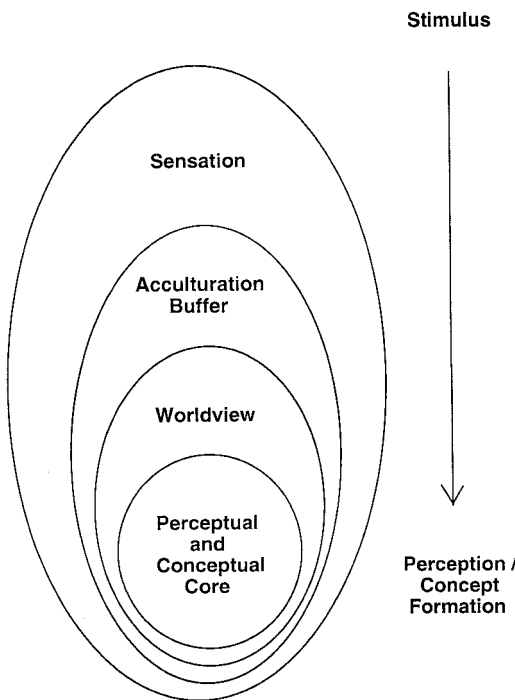 Stimulus
Sensation
Acculturation
Buffer
Worldview
Perceptual
and
Conceptual
Core
Perception /
Concept
Formation